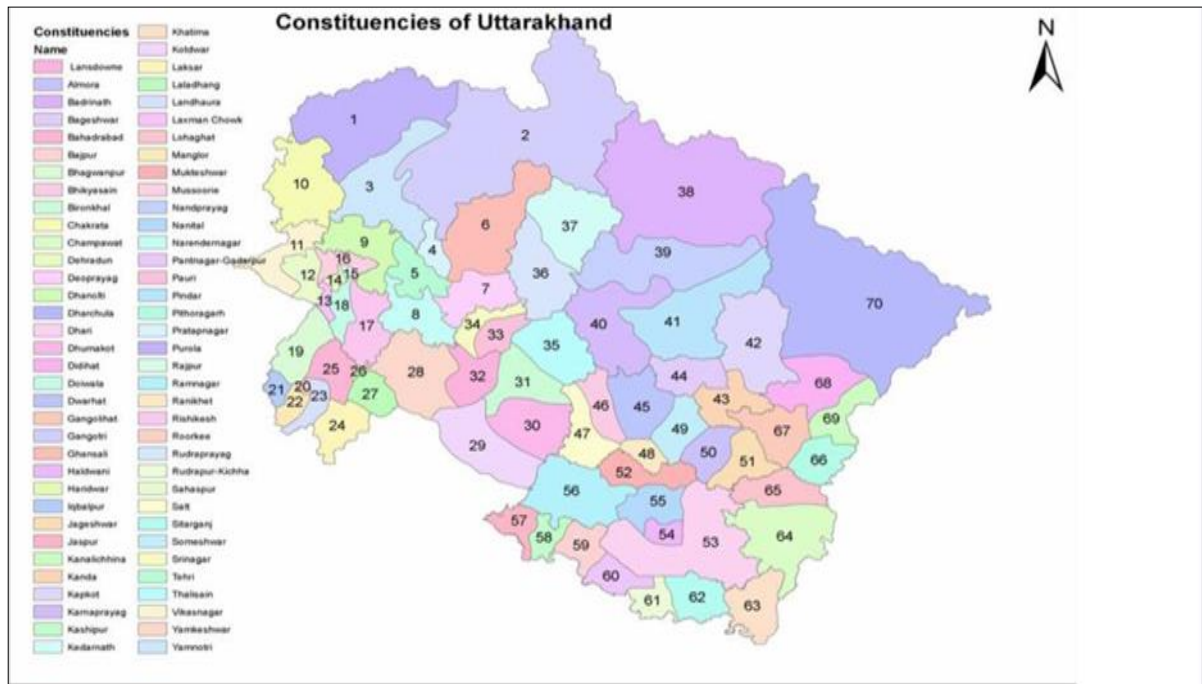 Constituencies of Uttarakhand
N
Constituencies
Name
Lansdowne
Almora
Badrinath
Bageshwar
Bahadrabad
Bajpur
Bhagwanpur
Bhikyasain
Bironkhal
Chakrata
Champawat
Dehradun
Deoprayag
Dhanolti
Dharchula
Dhari
Dhumakot
Didihat
Doiwala
Dwarhat
Gangolihat
Gangotri
Ghansali
Haldwani
Haridwar
Iqbalpur
Jageshwar
Jaspur
Kanalichhina
Kanda
Kapkot
Karnaprayag
Kashipur
Kedarnath
Khatima
Kotdwar
Laksar
Laldhang
Landhaura
Laxman Chowk
Lohaghat
Manglor
Mukteshwar
Mussoorie
Nandprayag
Nanital
Narendernagar
Pantnagar-Gadarpur
Pauri
Pindar
Pithoragarh
Pratapnagar
Purola
Rajpur
Ramnagar
Ranikhet
Rishikesh
Roorkee
Rudraprayag
Rudrapur-Kichha
Sahaspur
Salt
Sitarganj
Someshwar
Srinagar
Tehri
Thalisain
Vikasnagar
Yamkeshwar
Yamnotri
1
2
3
4
5
6
7
8
9
10
11
12
13
14
15
16
17
18
19
20
21
22
23
24
25
26
27
28
29
30
31
32
33
34
35
36
37
38
39
40
41
42
43
44
45
46
47
48
49
50
51
52
53
54
55
56
57
58
59
60
61
62
63
64
65
66
67
68
69
70